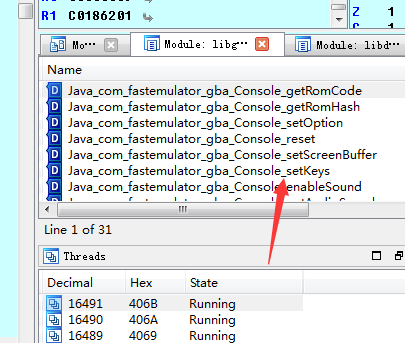 R1 C0186201
Z 1
1
Mo…
Module: libg…
Module: libd…
Name
Java_com_fastemulator_gba_Console_getRomCode
Java_com_fastemulator_gba_Console_getRomHash
Java_com_fastemulator_gba_Console_setOption
Java_com_fastemulator_gba_Console_reset
Java_com_fastemulator_gba_Console_setScreenBuffer
Java_com_fastemulator_gba_Console_setKeys
Java_com_fastemulator_gba_Console_enableSound
Line 1 of 31
Threads
Decimal Hex State
16491 406B Running
16490 406A Running
16489 4069 Running